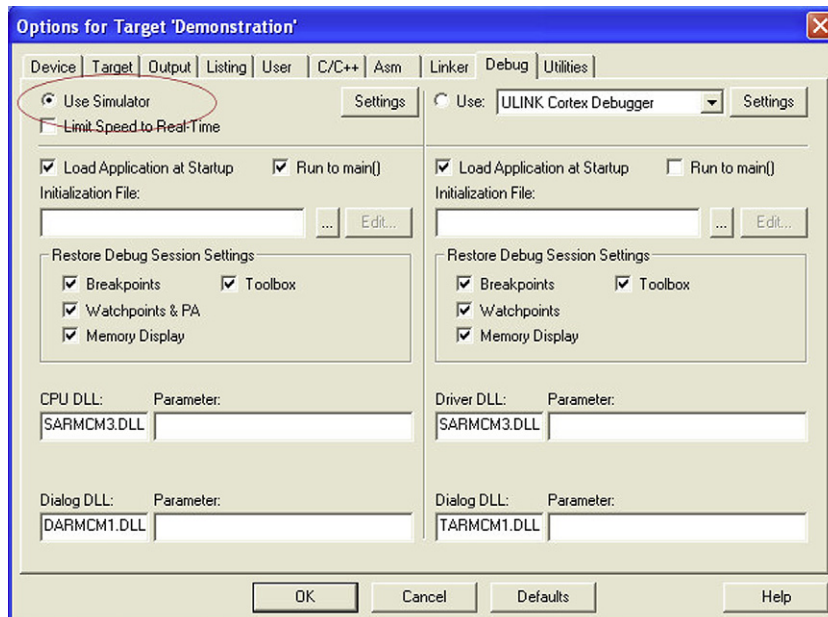 Options for Target 'Demonstration'
Device Target Output Listing User C/C++ Asm Linker Debug Utilities
Use Simulator Settings
Limit Speed to Real-Time
Use: ULINK Cortex Debugger Settings
Load Application at Startup Run to main()
Initialization File:
... Edit...
Restore Debug Session Settings
Breakpoints Toolbox
Watchpoints & PA
Memory Display
CPU DLL: Parameter:
SARMCM3.DLL
Dialog DLL: Parameter:
DARMCM1.DLL
Load Application at Startup Run to main()
Initialization File:
... Edit...
Restore Debug Session Settings
Breakpoints Toolbox
Watchpoints
Memory Display
Driver DLL: Parameter:
SARMCM3.DLL
Dialog DLL: Parameter:
TARMCM1.DLL
OK Cancel Defaults Help